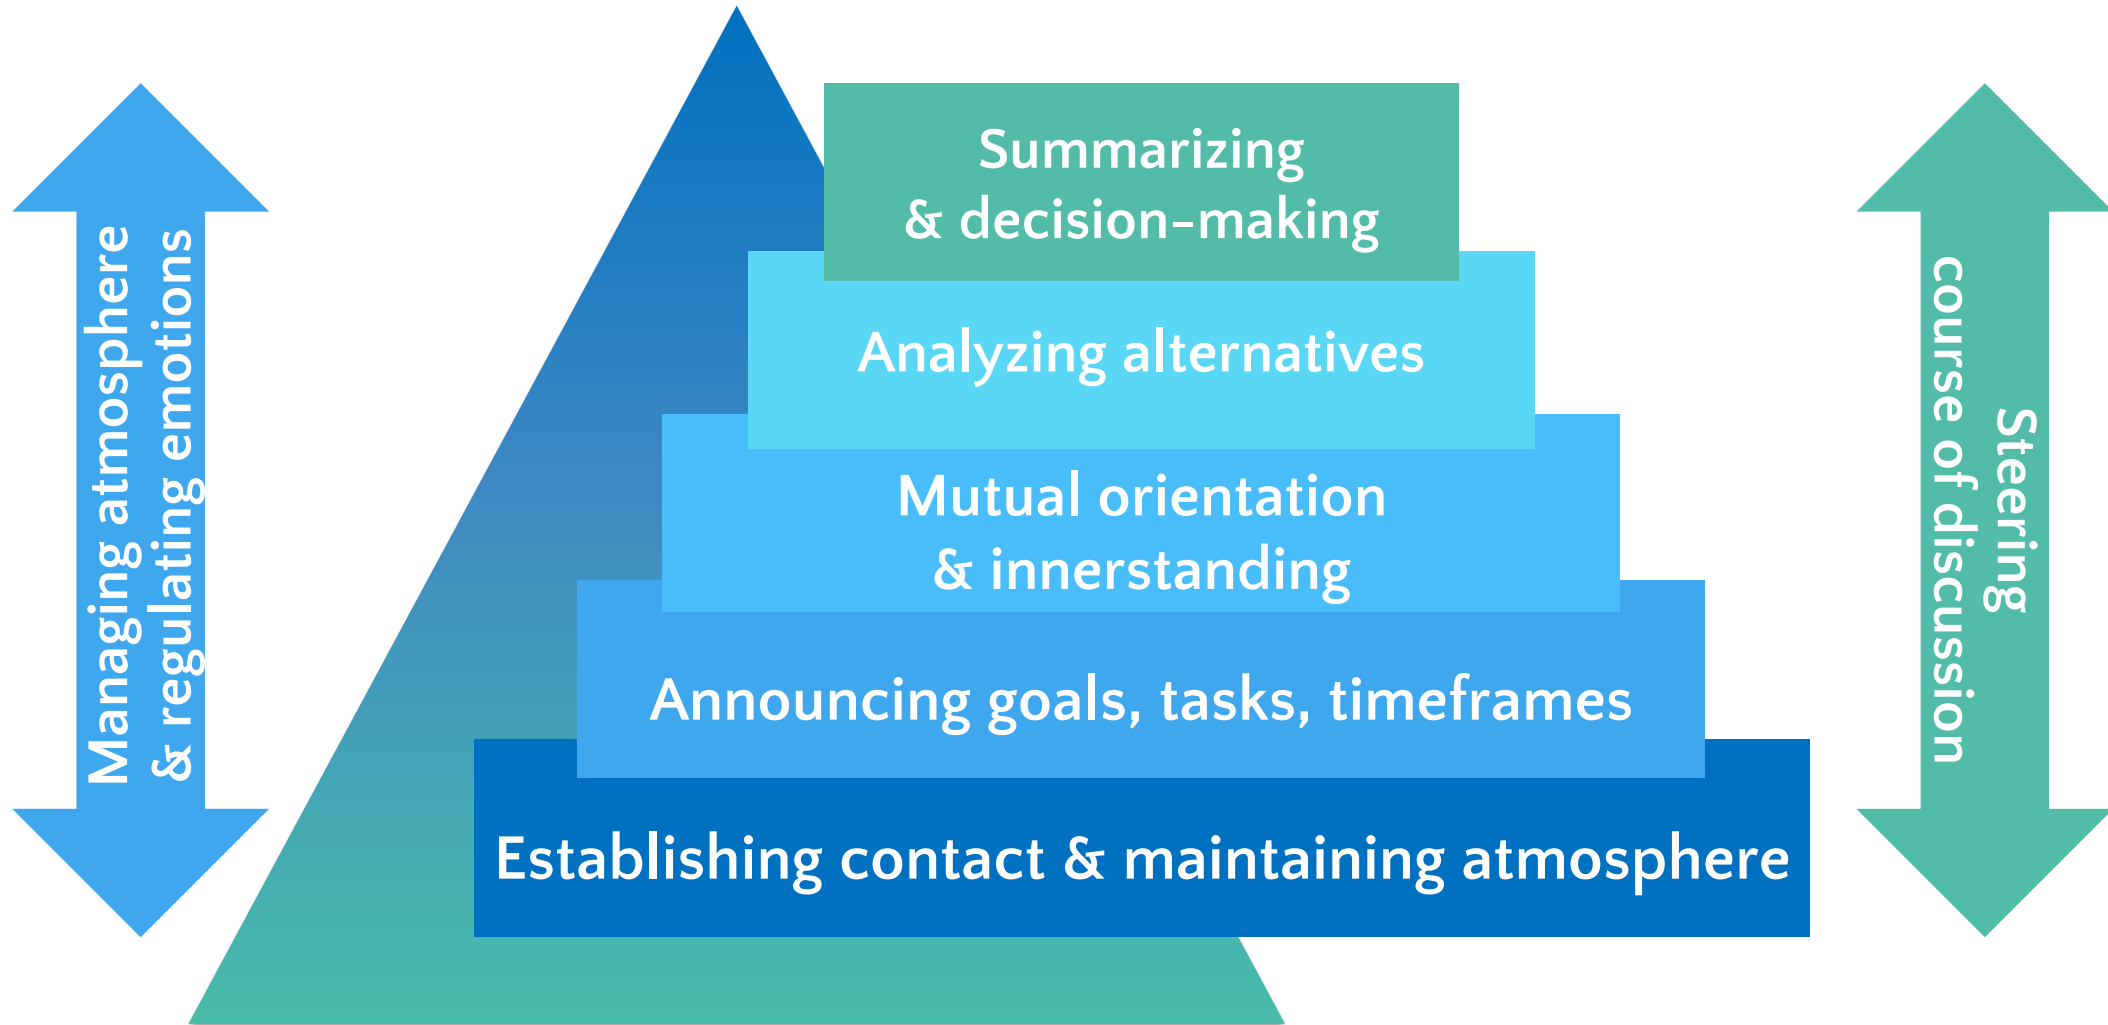 Managing atmosphere
& regulating emotions
Summarizing
& decision-making
Analyzing alternatives
Mutual orientation
& innerstanding
Announcing goals, tasks, timeframes
Establishing contact & maintaining atmosphere
Steering
course of discussion